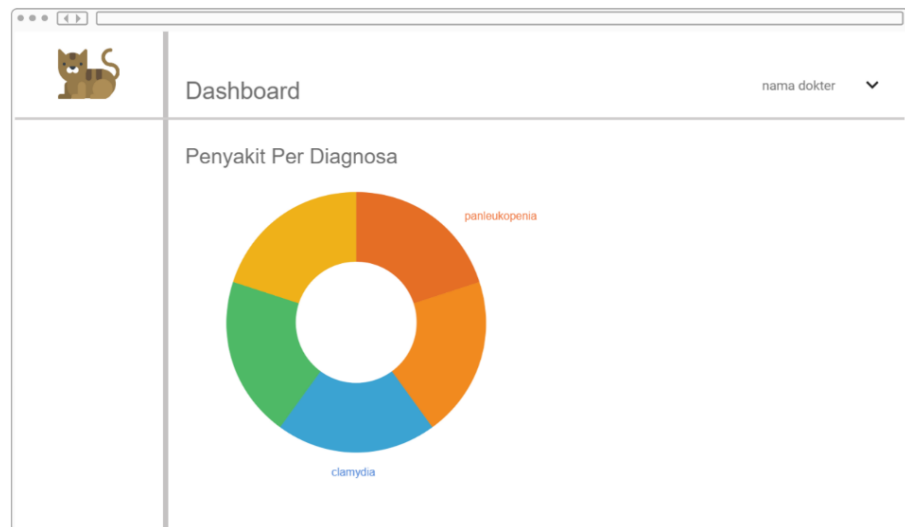 Dashboard
nama dokter
Penyakit Per Diagnosa
panleukopenia
clamydia